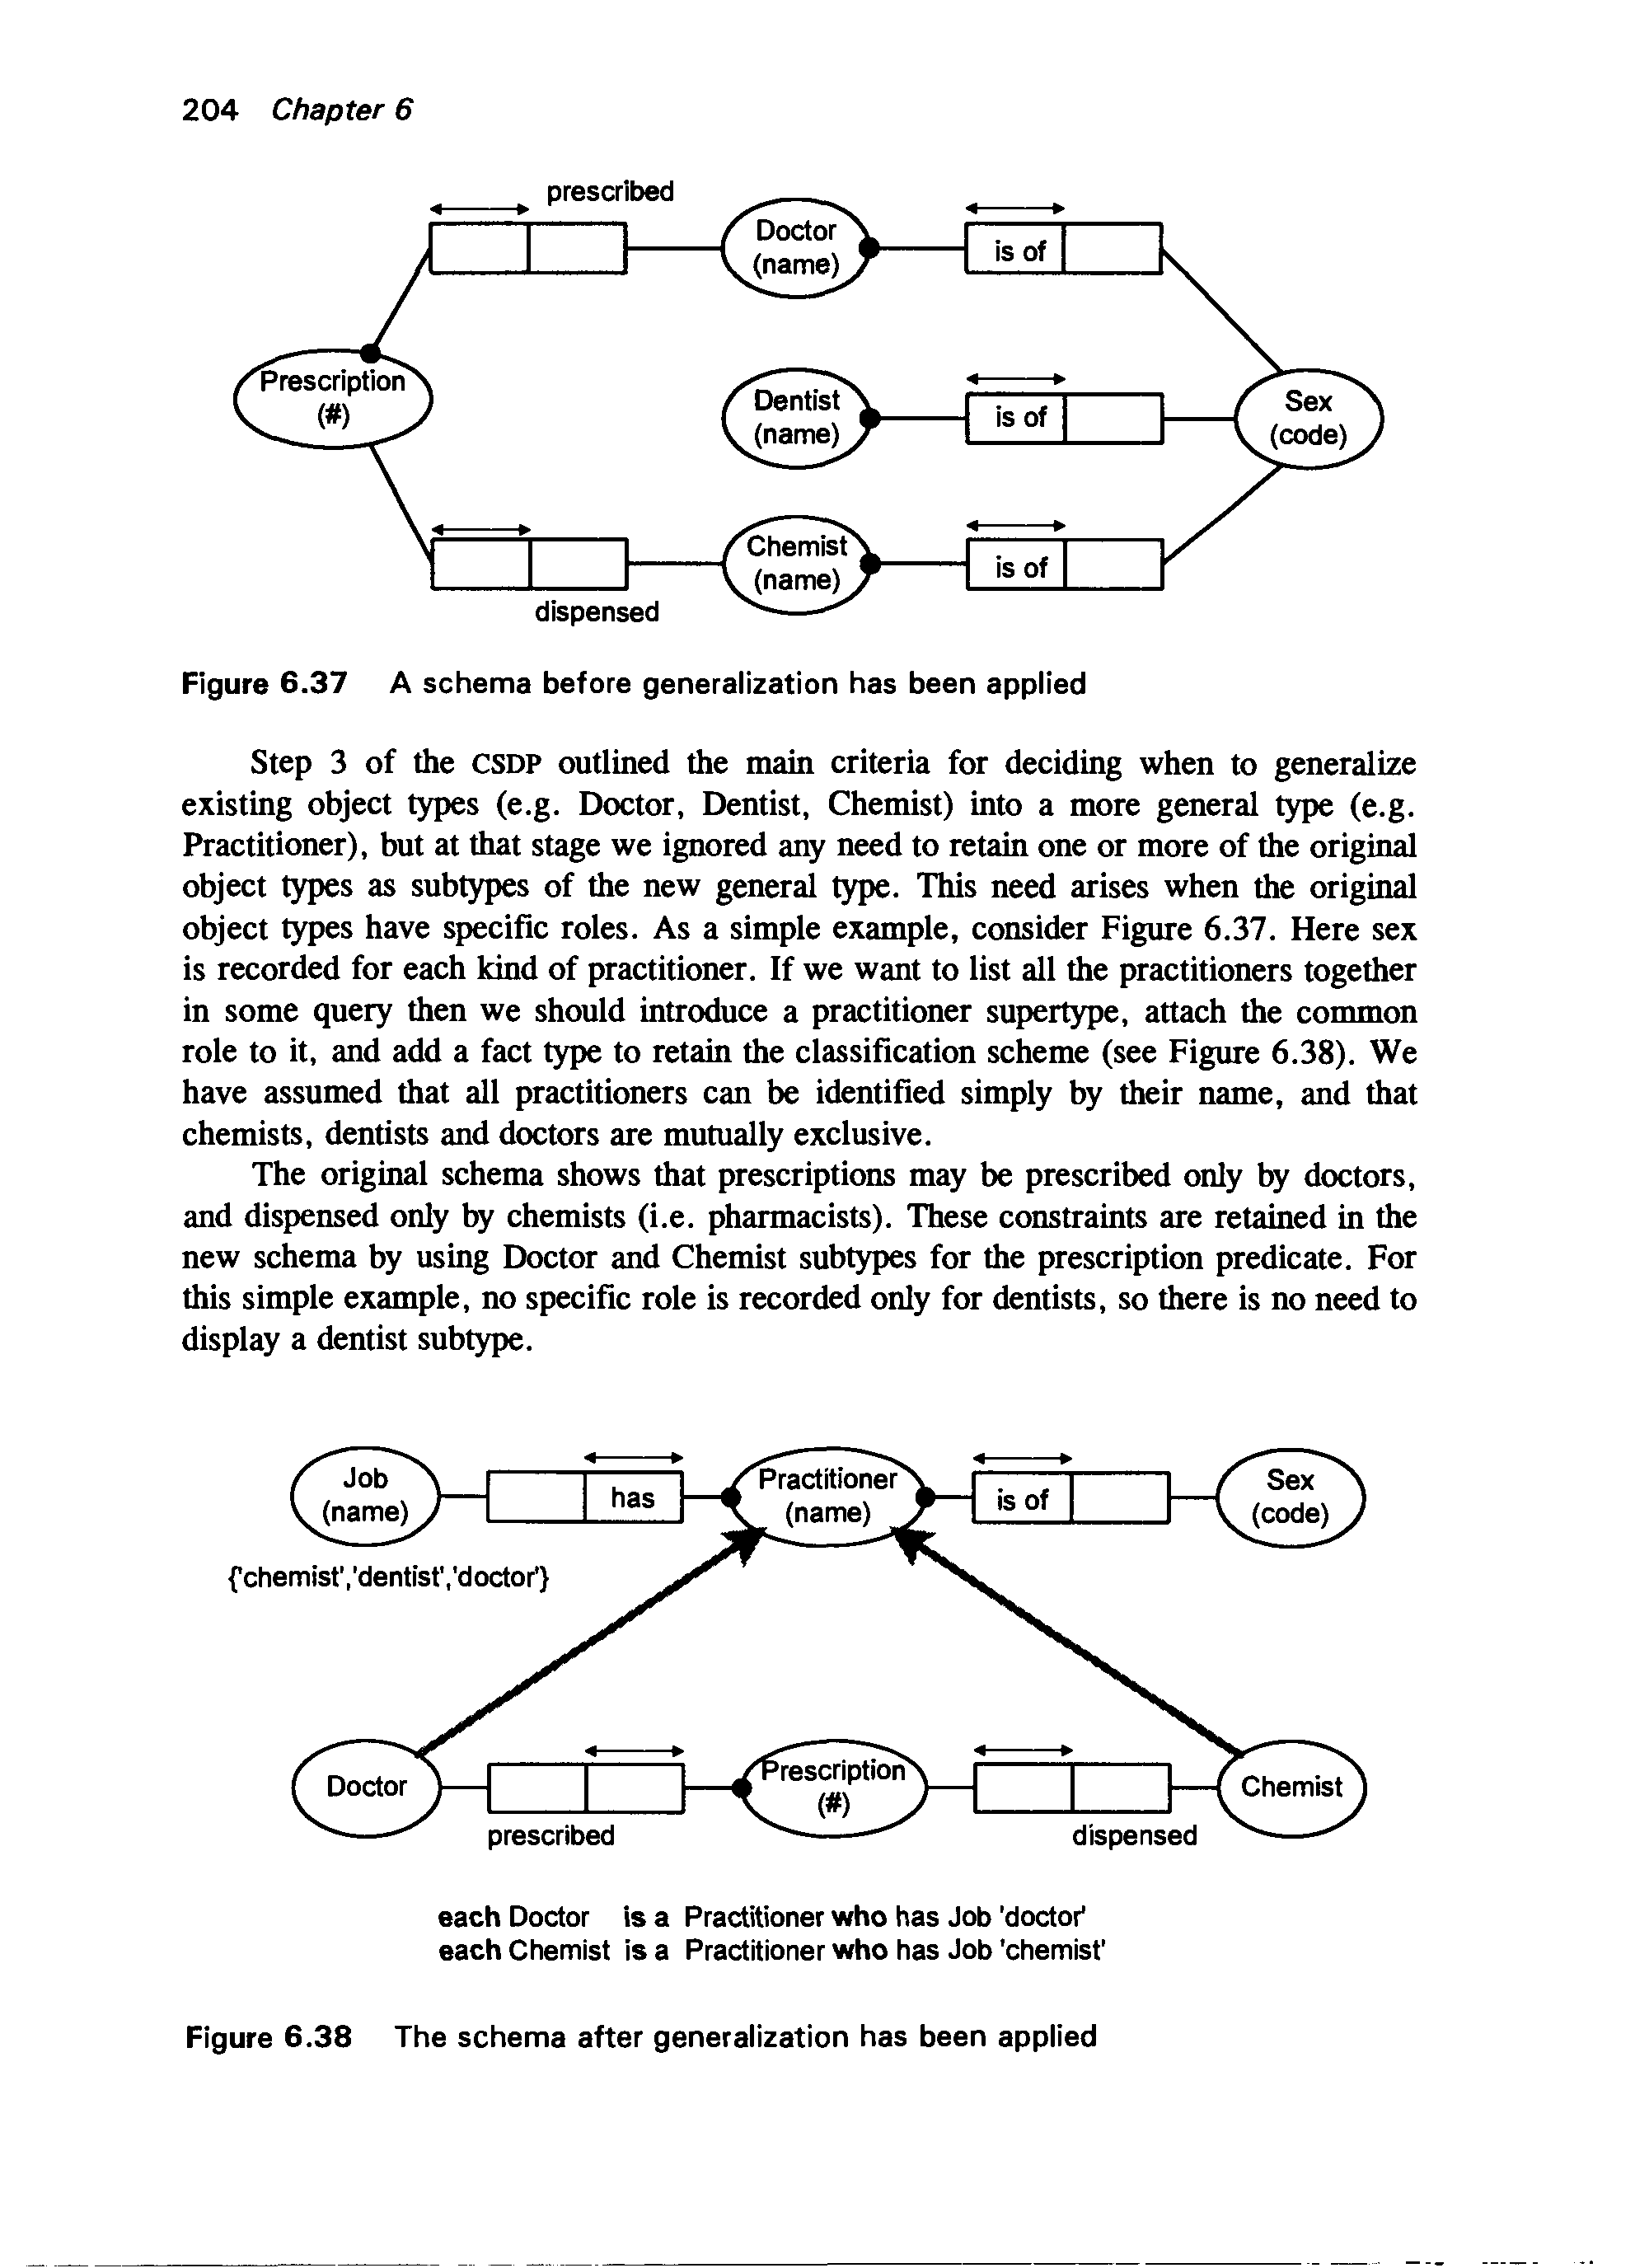 204 Chapter 6
prescribed
Doctor
(name)
is of
Prescription
(#)
Dentist
(name)
is of
Sex
(code)
Chemist
(name)
is of
dispensed
Figure 6.37 A schema before generalization has been applied
Step 3 of the CSDP outlined the main criteria for deciding when to generalize
existing object types (e.g. Doctor, Dentist, Chemist) into a more general type (e.g.
Practitioner), but at that stage we ignored any need to retain one or more of the original
object types as subtypes of the new general type. This need arises when the original
object types have specific roles. As a simple example, consider Figure 6.37. Here sex
is recorded for each kind of practitioner. If we want to list all the practitioners together
in some query then we should introduce a practitioner supertype, attach the common
role to it, and add a fact type to retain the classification scheme (see Figure 6.38). We
have assumed that all practitioners can be identified simply by their name, and that
chemists, dentists and doctors are mutually exclusive.
The original schema shows that prescriptions may be prescribed only by doctors,
and dispensed only by chemists (i.e. pharmacists). These constraints are retained in the
new schema by using Doctor and Chemist subtypes for the prescription predicate. For
this simple example, no specific role is recorded only for dentists, so there is no need to
display a dentist subtype.
Job
(name)
has
Practitioner
(name)
is of
Sex
(code)
{'chemist','dentist','doctor'}
Doctor
Prescription
(#)
Chemist
prescribed
dispensed
each Doctor is a Practitioner who has Job 'doctor'
each Chemist is a Practitioner who has Job 'chemist'
Figure 6.38 The schema after generalization has been applied